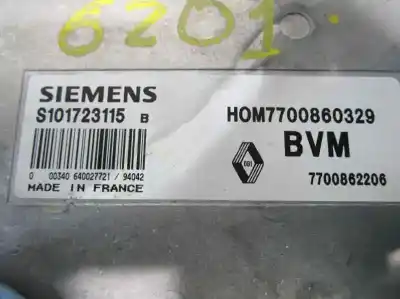 6201
SIEMENS
S101723115 B
HOM7700860329
BVM
0 00340 640027721 / 94042
7700862206
MADE IN FRANCE